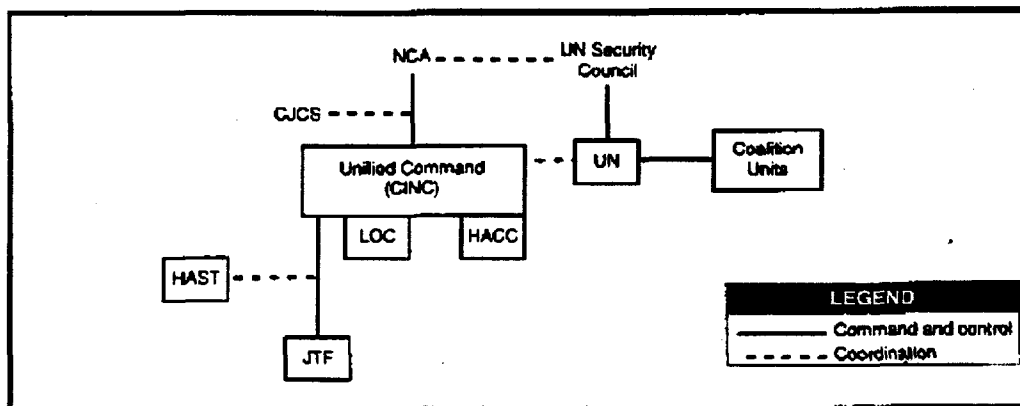 NCA
UN Security
Council
CJCS
Unified Command
(CINC)
UN
Coalition
Units
LOC
HACC
HAST
JTF
LEGEND
Command and control
Coordination